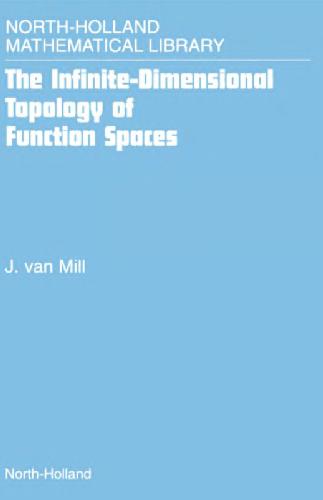 NORTH-HOLLAND
MATHEMATICAL LIBRARY
The Infinite-Dimensional
Topology of
Function Spaces
J. van Mill
North-Holland